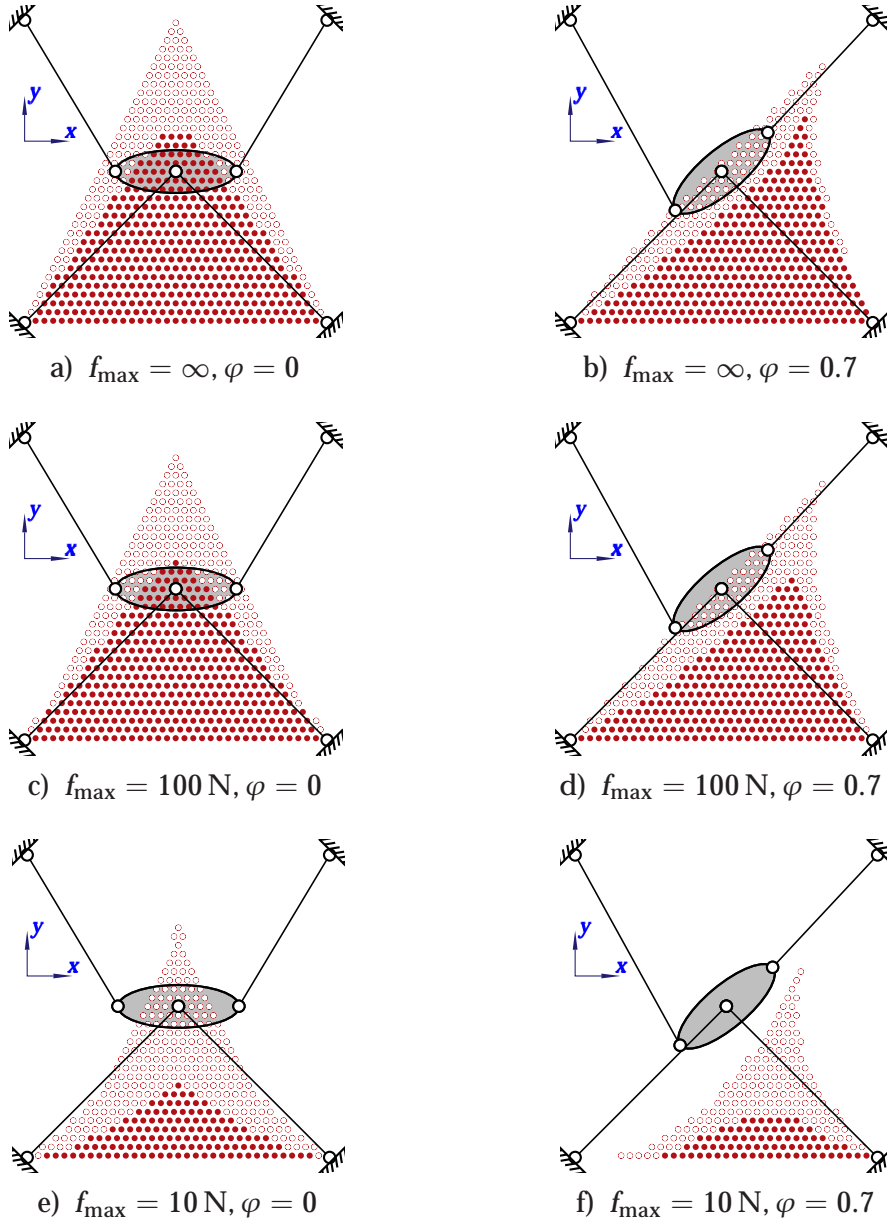 y
x
y
x
a) f_max = ∞, φ = 0
b) f_max = ∞, φ = 0.7
y
x
y
x
c) f_max = 100 N, φ = 0
d) f_max = 100 N, φ = 0.7
y
x
y
x
e) f_max = 10 N, φ = 0
f) f_max = 10 N, φ = 0.7